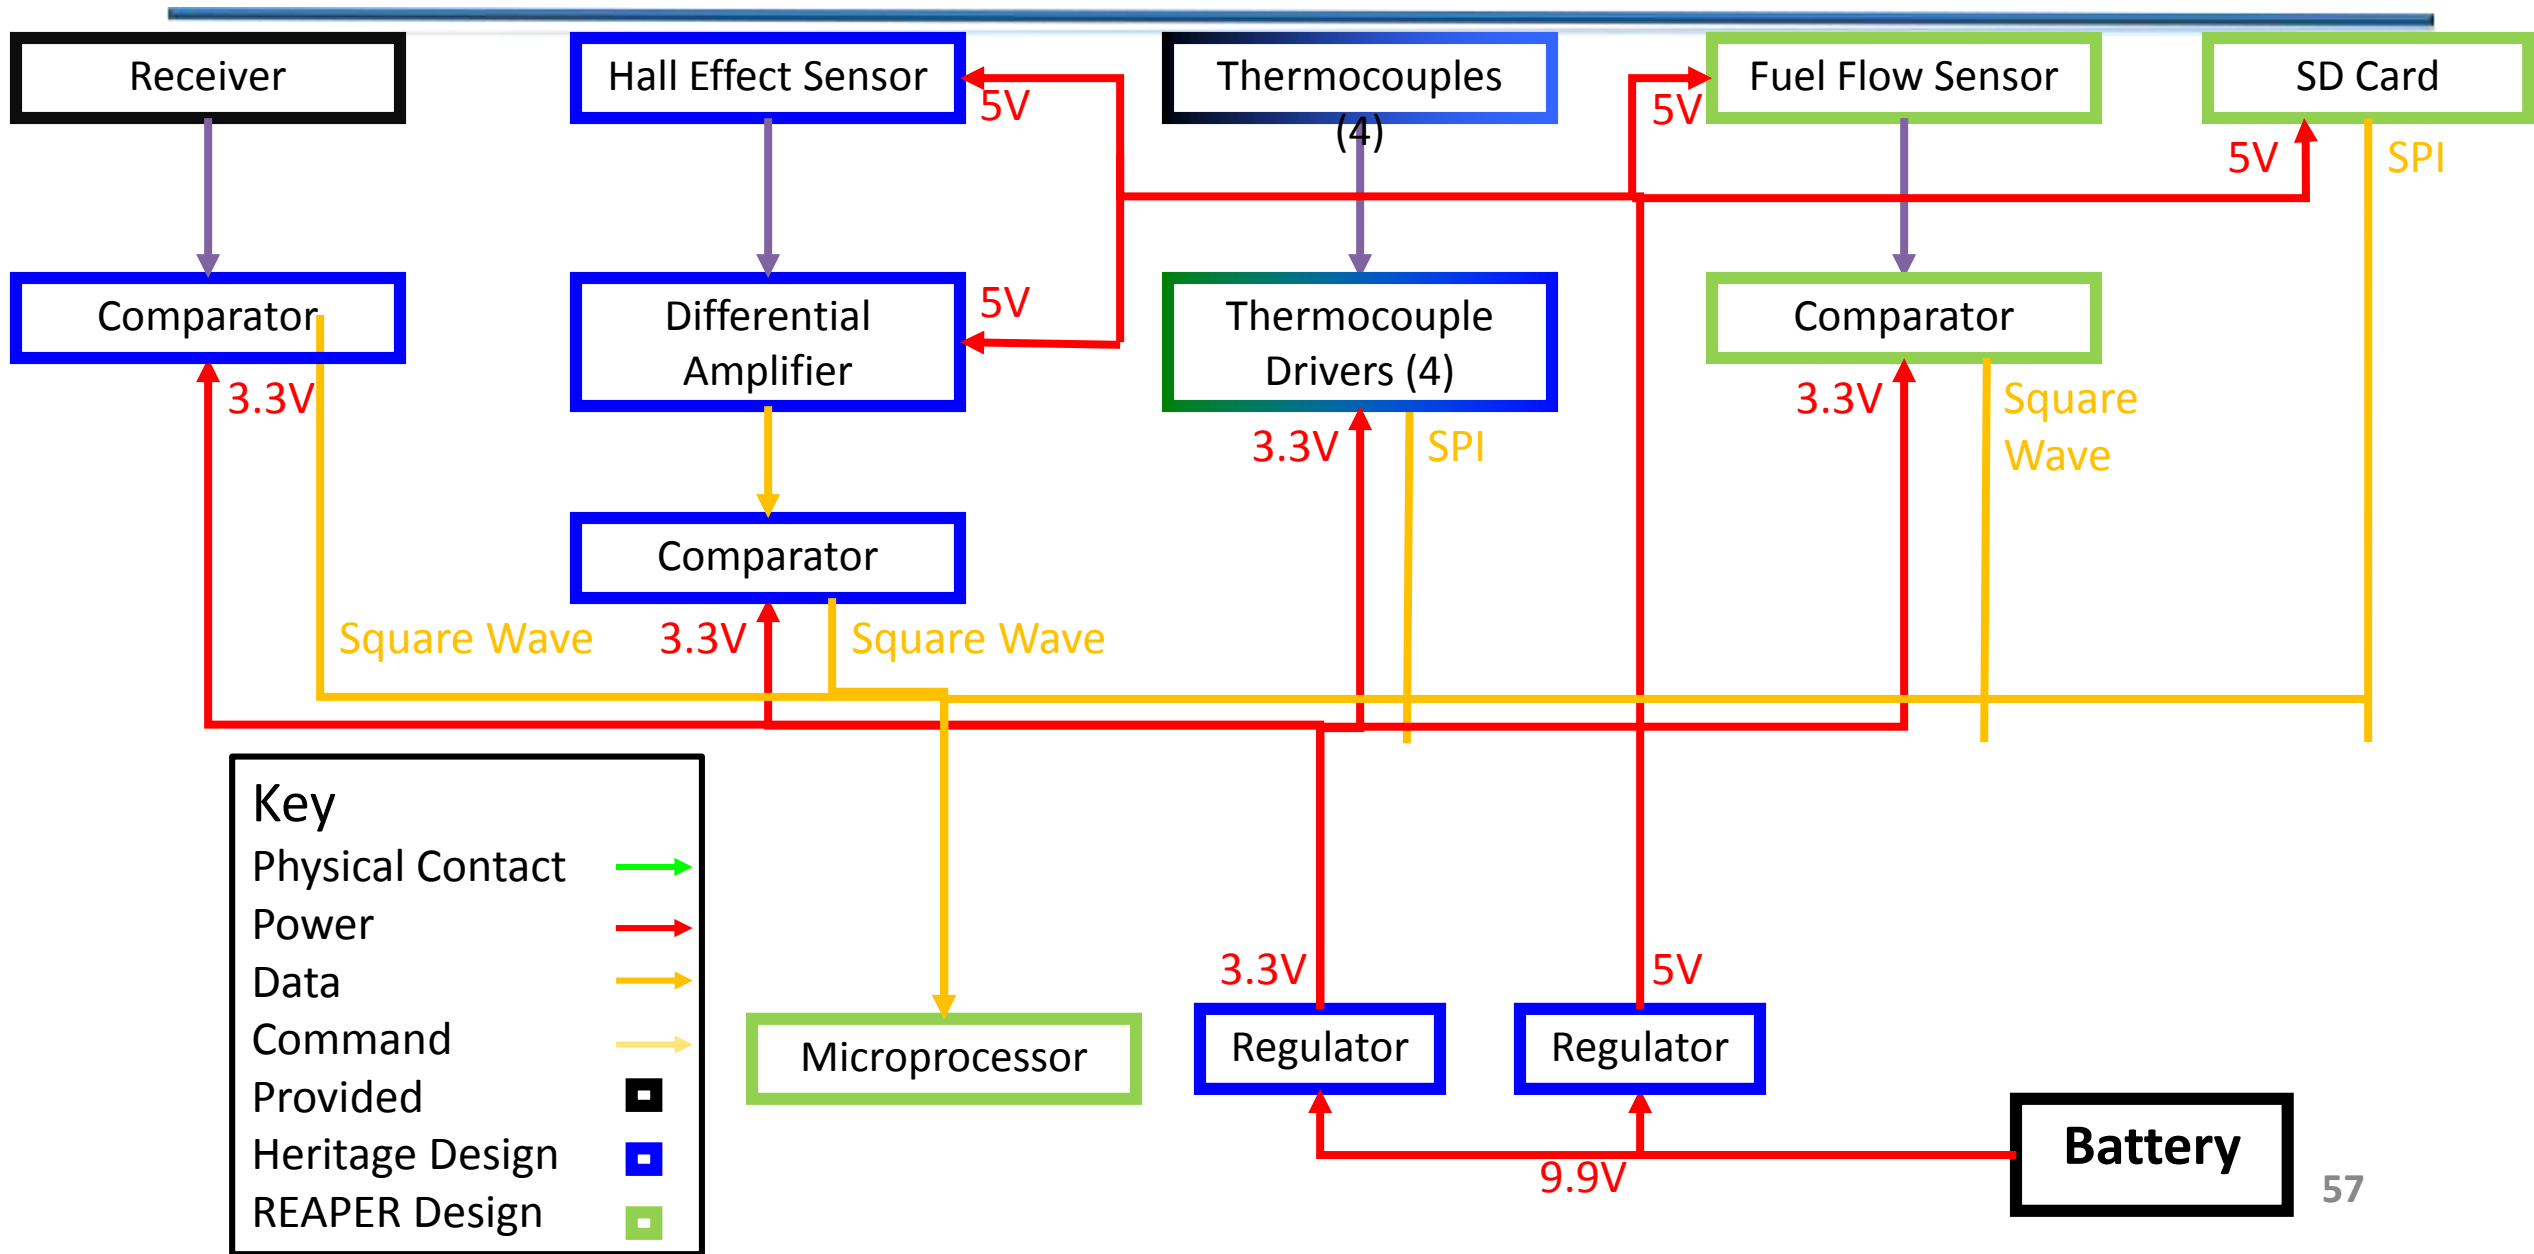 Receiver
Hall Effect Sensor
Thermocouples
(4)
Fuel Flow Sensor
SD Card
5V
5V
5V
SPI
Comparator
Differential
Amplifier
5V
Thermocouple
Drivers (4)
Comparator
3.3V
3.3V
SPI
3.3V
Square
Wave
Comparator
Square Wave
3.3V
Square Wave
Key
Physical Contact
Power
Data
Command
Provided
Heritage Design
REAPER Design
3.3V
5V
Microprocessor
Regulator
Regulator
9.9V
Battery
57